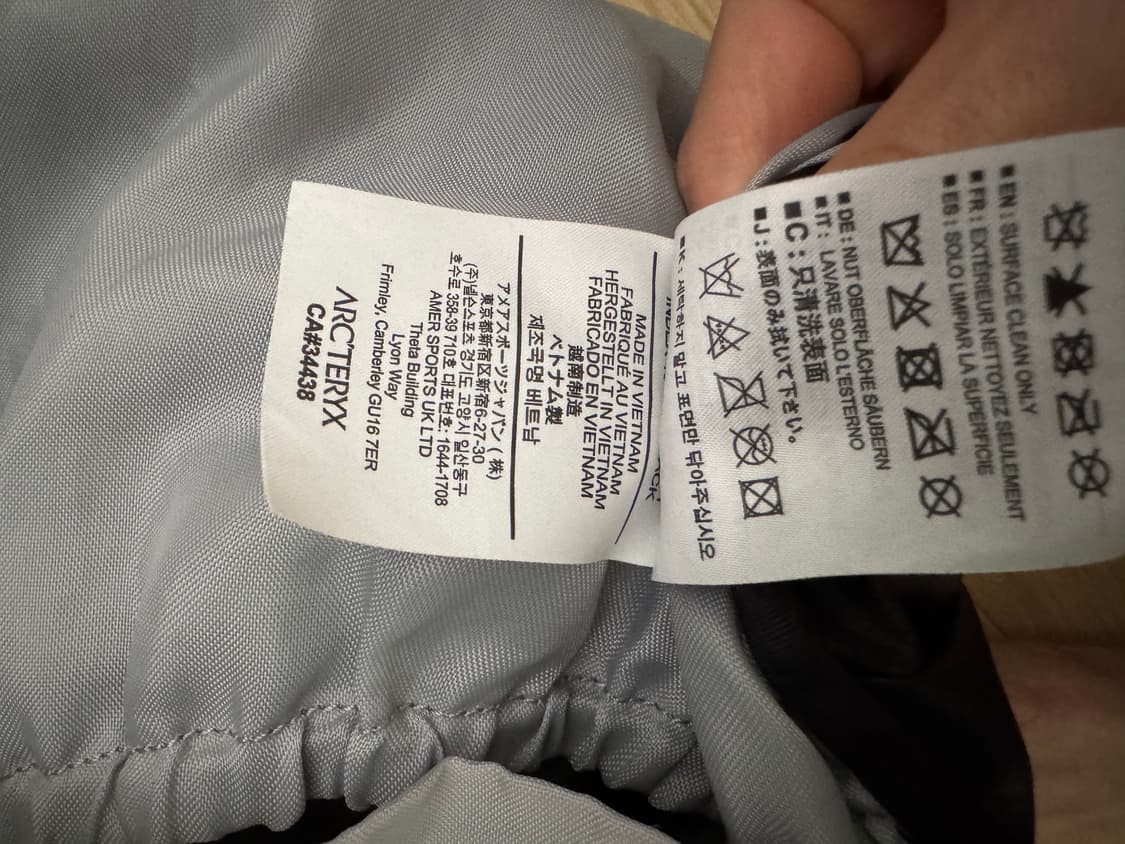 EN : SURFACE CLEAN ONLY
FR : EXTÉRIEUR NETTOYEZ SEULEMENT
ES : SOLO LIMPIAR LA SUPERFICIE
DE : NUT OBERFLÄCHE SÄUBERN
IT : LAVARE SOLO L'ESTERNO
C : 只清洗表面
J : 表面のみ拭いて下さい。
K : 세탁하지 말고 표면만 닦아주십시오
MADE IN VIETNAM
FABRIQUÉ AU VIETNAM
HERGESTELLT IN VIETNAM
FABRICADO EN VIETNAM
越南制造
ベトナム製
제조국명 베트남
アメアスポーツジャパン ( 株)
東京都新宿区新宿6-27-30
(주)넬슨스포츠 경기도 고양시 일산동구
호수로 358-39 710호 대표번호: 1644-1708
AMER SPORTS UK LTD
Theta Building
Lyon Way
Frimley, Camberley GU16 7ER
ARC'TERYX
CA#34438